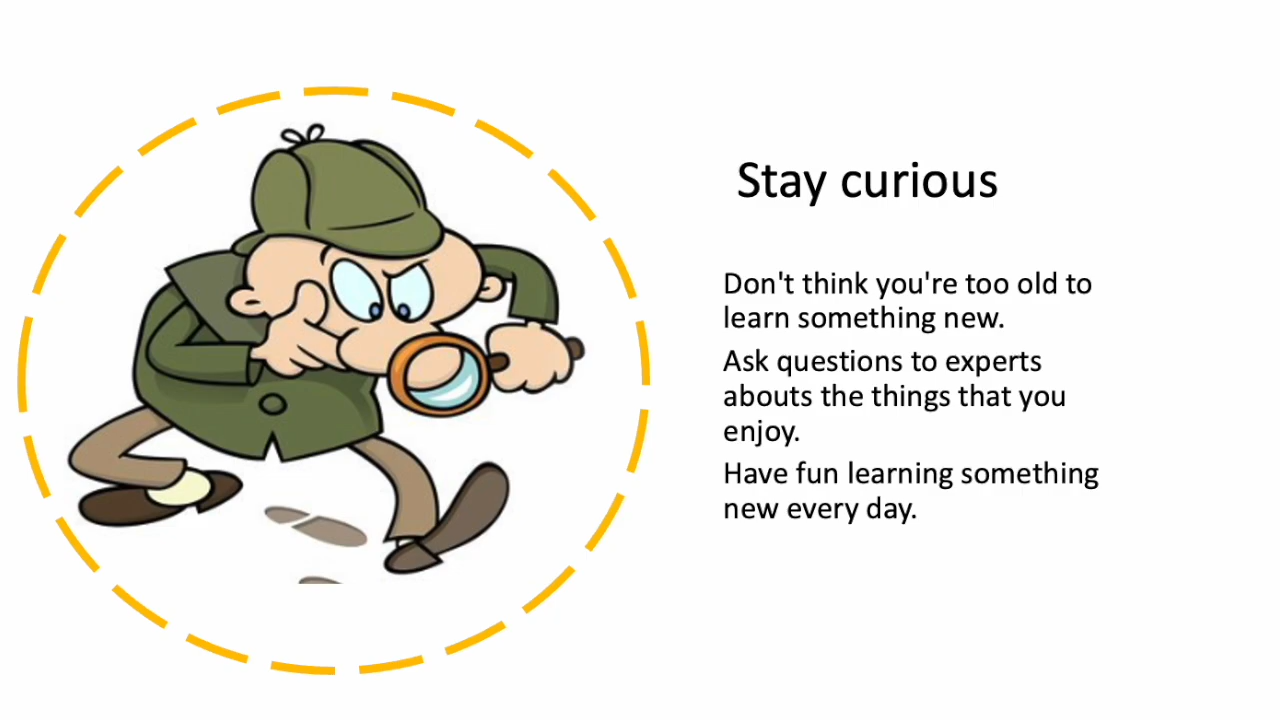 Stay curious
Don't think you're too old to
learn something new.
Ask questions to experts
abouts the things that you
enjoy.
Have fun learning something
new every day.